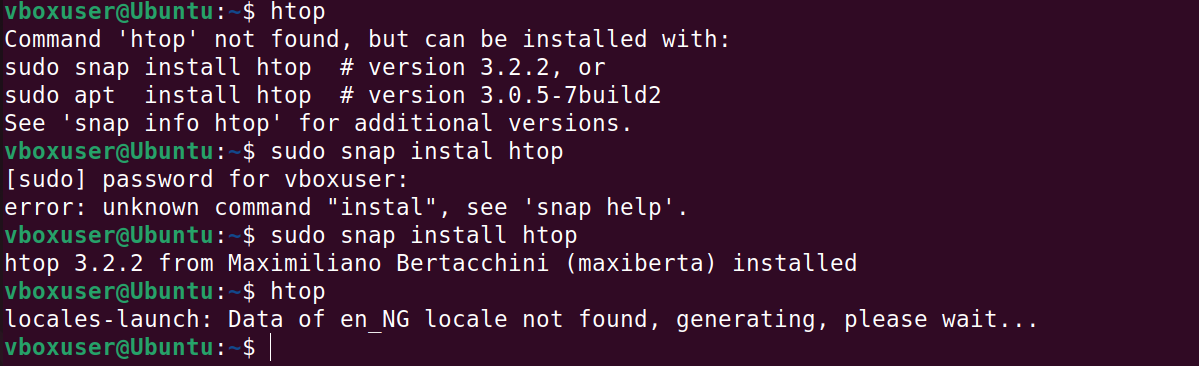 vboxuser@Ubuntu:~$ htop
Command 'htop' not found, but can be installed with:
sudo snap install htop  # version 3.2.2, or
sudo apt  install htop  # version 3.0.5-7build2
See 'snap info htop' for additional versions.
vboxuser@Ubuntu:~$ sudo snap instal htop
[sudo] password for vboxuser:
error: unknown command "instal", see 'snap help'.
vboxuser@Ubuntu:~$ sudo snap install htop
htop 3.2.2 from Maximiliano Bertacchini (maxiberta) installed
vboxuser@Ubuntu:~$ htop
locales-launch: Data of en_NG locale not found, generating, please wait...
vboxuser@Ubuntu:~$